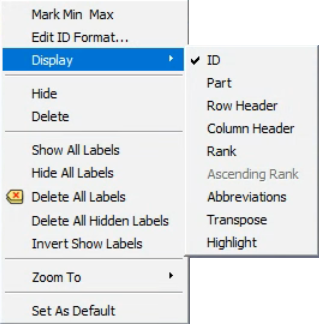 Mark Min  Max
Edit ID Format...
Display
Hide
Delete
Show All Labels
Hide All Labels
Delete All Labels
Delete All Hidden Labels
Invert Show Labels
Zoom To
Set As Default
ID
Part
Row Header
Column Header
Rank
Ascending Rank
Abbreviations
Transpose
Highlight